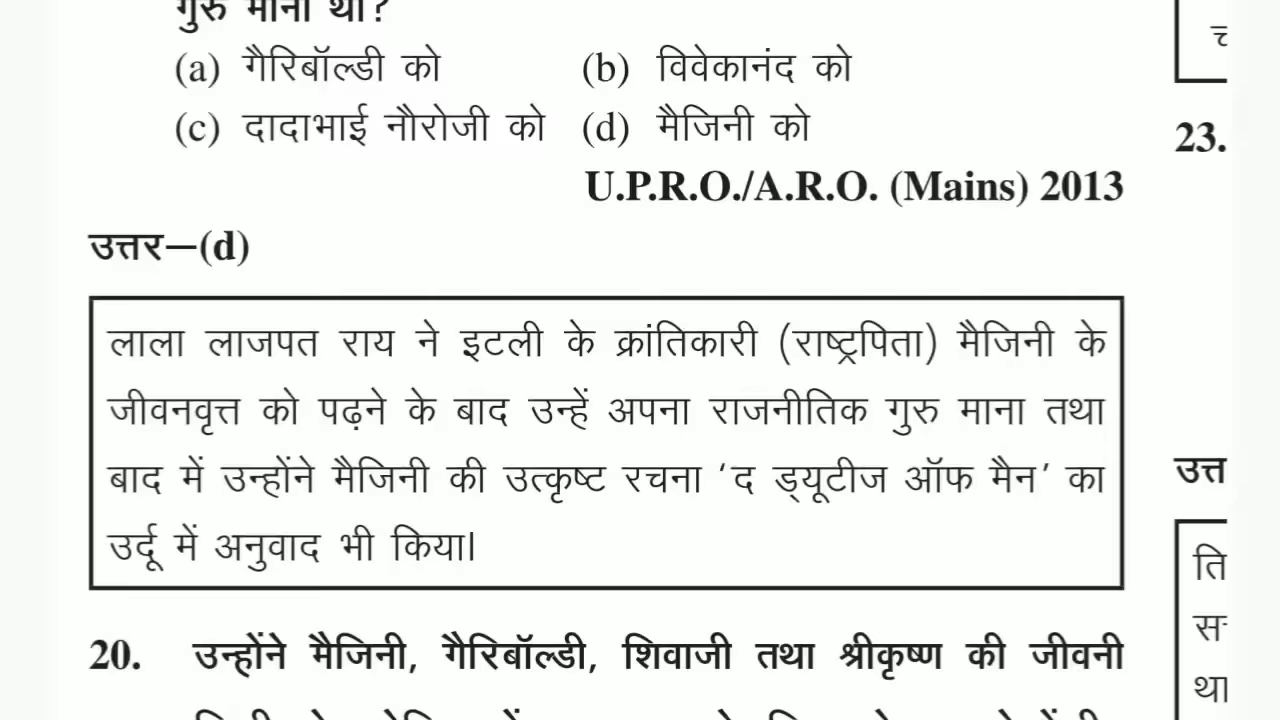 गुरु माना था?
(a) गैरिबॉल्डी को (b) विवेकानंद को
(c) दादाभाई नौरोजी को (d) मैजिनी को
U.P.R.O./A.R.O. (Mains) 2013
उत्तर—(d)
लाला लाजपत राय ने इटली के क्रांतिकारी (राष्ट्रपिता) मैजिनी के
जीवनवृत्त को पढ़ने के बाद उन्हें अपना राजनीतिक गुरु माना तथा
बाद में उन्होंने मैजिनी की उत्कृष्ट रचना ‘द ड्यूटीज ऑफ मैन’ का
उर्दू में अनुवाद भी किया।
20. उन्होंने मैजिनी, गैरिबॉल्डी, शिवाजी तथा श्रीकृष्ण की जीवनी
23.
था